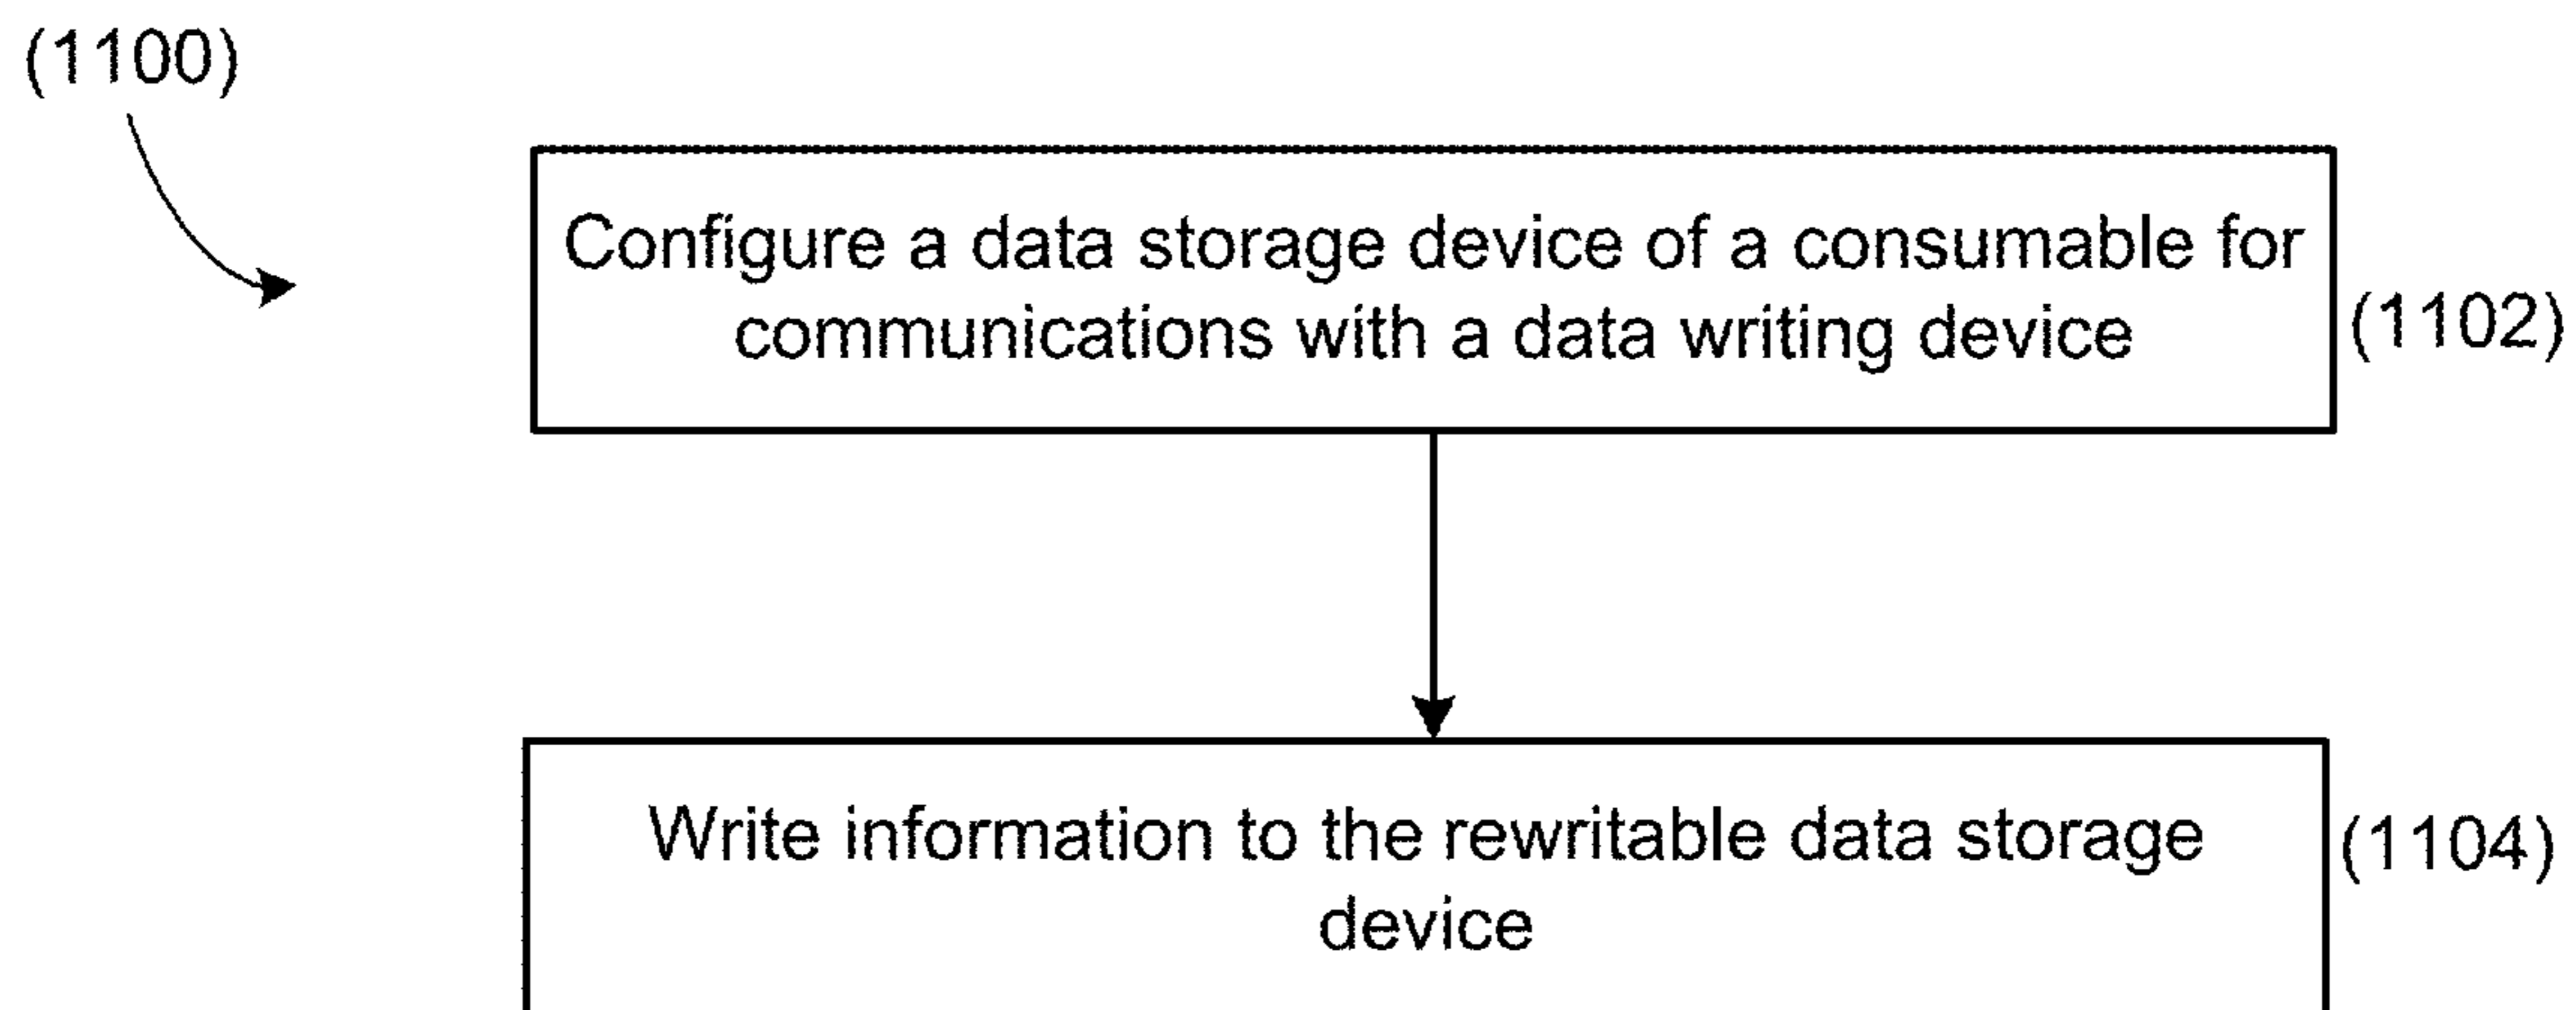 (1100)
Configure a data storage device of a consumable for
communications with a data writing device
(1102)
Write information to the rewritable data storage
device
(1104)